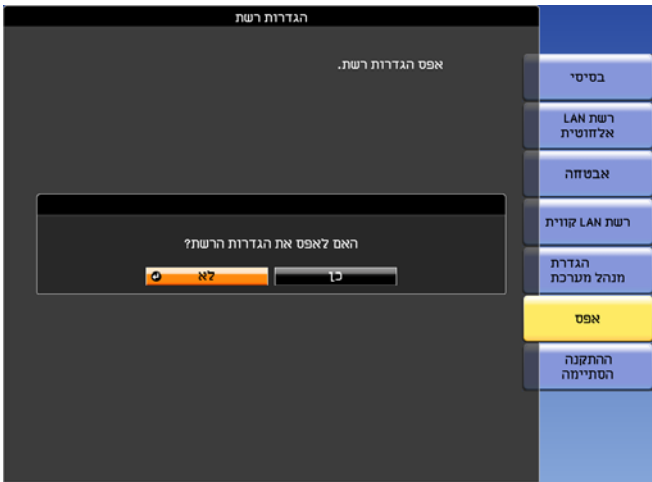 הגדרות רשת
אפס הגדרות רשת.
האם לאפס את הגדרות הרשת?
כן
לא
בסיסי
רשת LAN
אלחוטית
אבטחה
רשת LAN קווית
הגדרת
מנהל מערכת
אפס
ההתקנה
הסתיימה